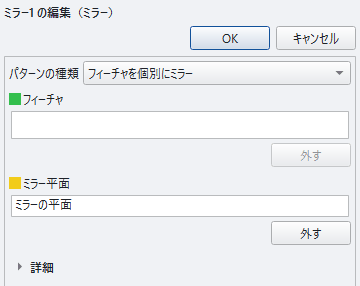 ミラー1 の編集 (ミラー)
OK
キャンセル
パターンの種類
フィーチャを個別にミラー
フィーチャ
外す
ミラー平面
ミラーの平面
外す
詳細